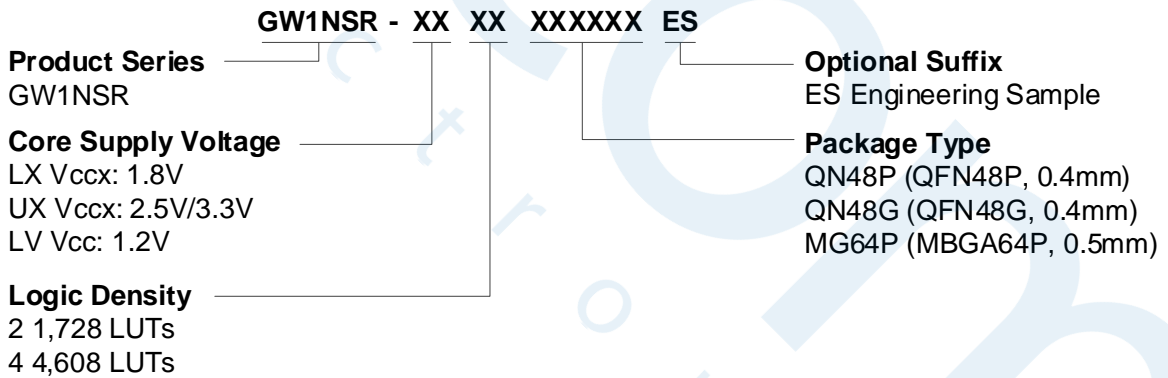 GW1NSR - XX XX XXXXXX ES
Product Series
GW1NSR
Core Supply Voltage
LX Vccx: 1.8V
UX Vccx: 2.5V/3.3V
LV Vcc: 1.2V
Logic Density
2 1,728 LUTs
4 4,608 LUTs
Optional Suffix
ES Engineering Sample
Package Type
QN48P (QFN48P, 0.4mm)
QN48G (QFN48G, 0.4mm)
MG64P (MBGA64P, 0.5mm)